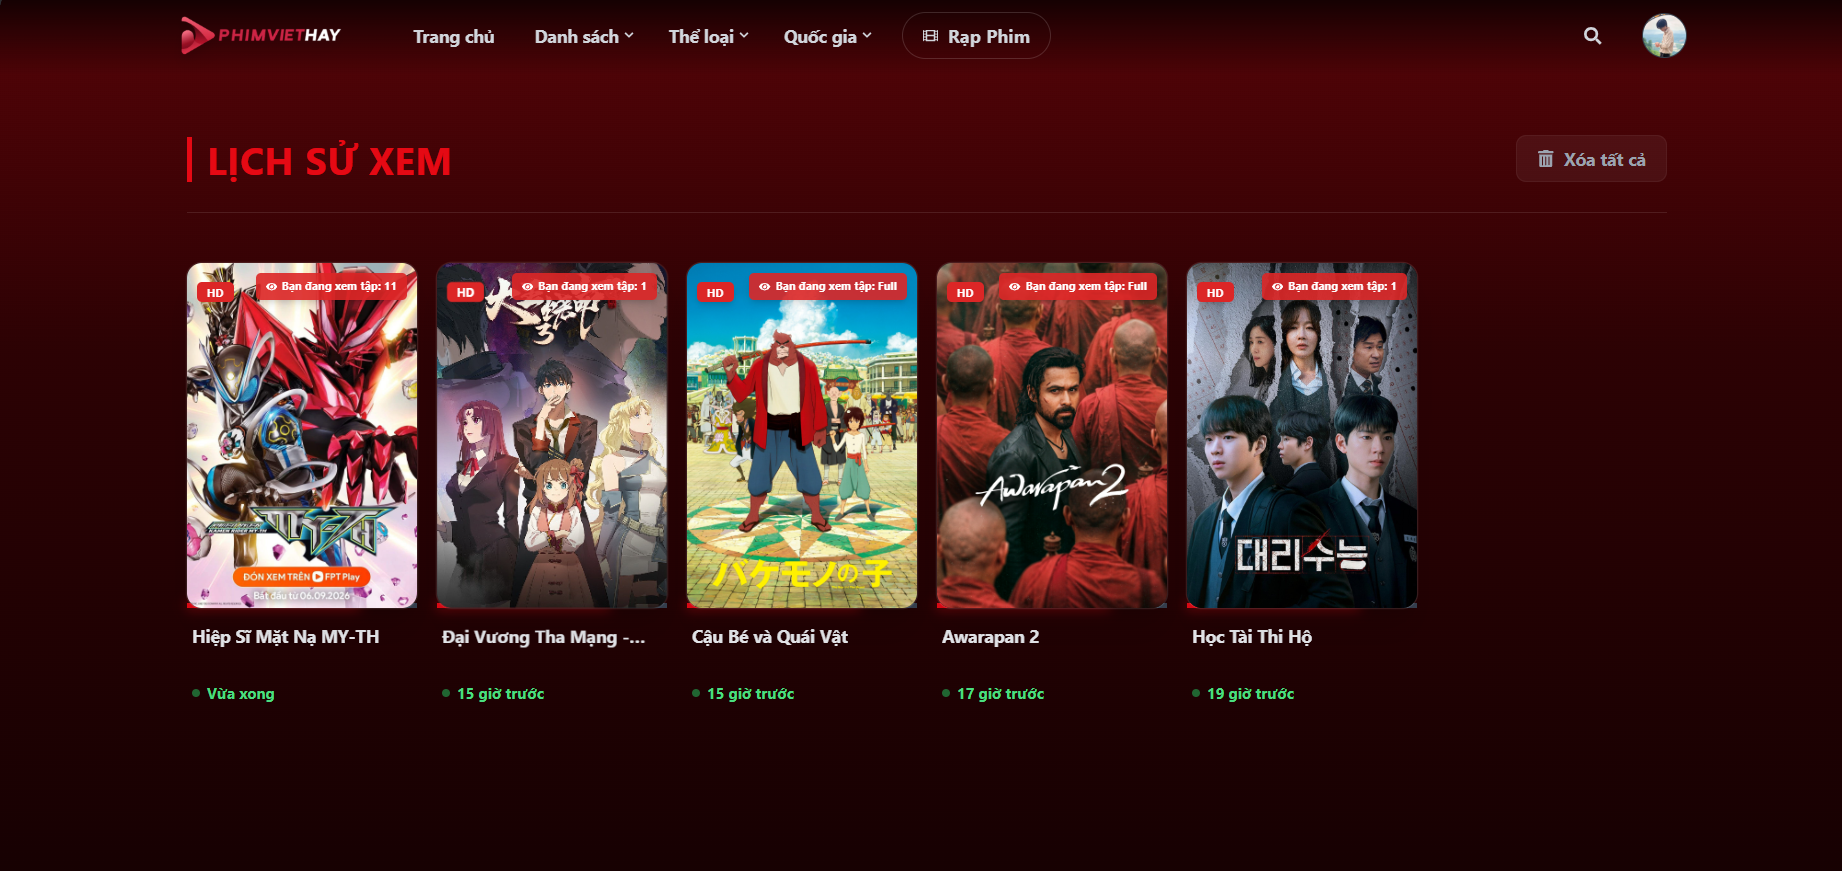 PHIMVIETHAY
Trang chủ
Danh sách
Thể loại
Quốc gia
Rạp Phim
LỊCH SỬ XEM
Xóa tất cả
HD
Bạn đang xem tập: 11
KAMEN RIDER MY-TH
ĐÓN XEM TRÊN FPT Play
Bắt đầu từ 06.09.2026
Hiệp Sĩ Mặt Nạ MY-TH
Vừa xong
HD
Bạn đang xem tập: 1
Đại Vương Tha Mạng -...
15 giờ trước
HD
Bạn đang xem tập: Full
バケモノの子
Cậu Bé và Quái Vật
15 giờ trước
HD
Bạn đang xem tập: Full
Awarapan 2
Awarapan 2
17 giờ trước
HD
Bạn đang xem tập: 1
대리수능
Học Tài Thi Hộ
19 giờ trước